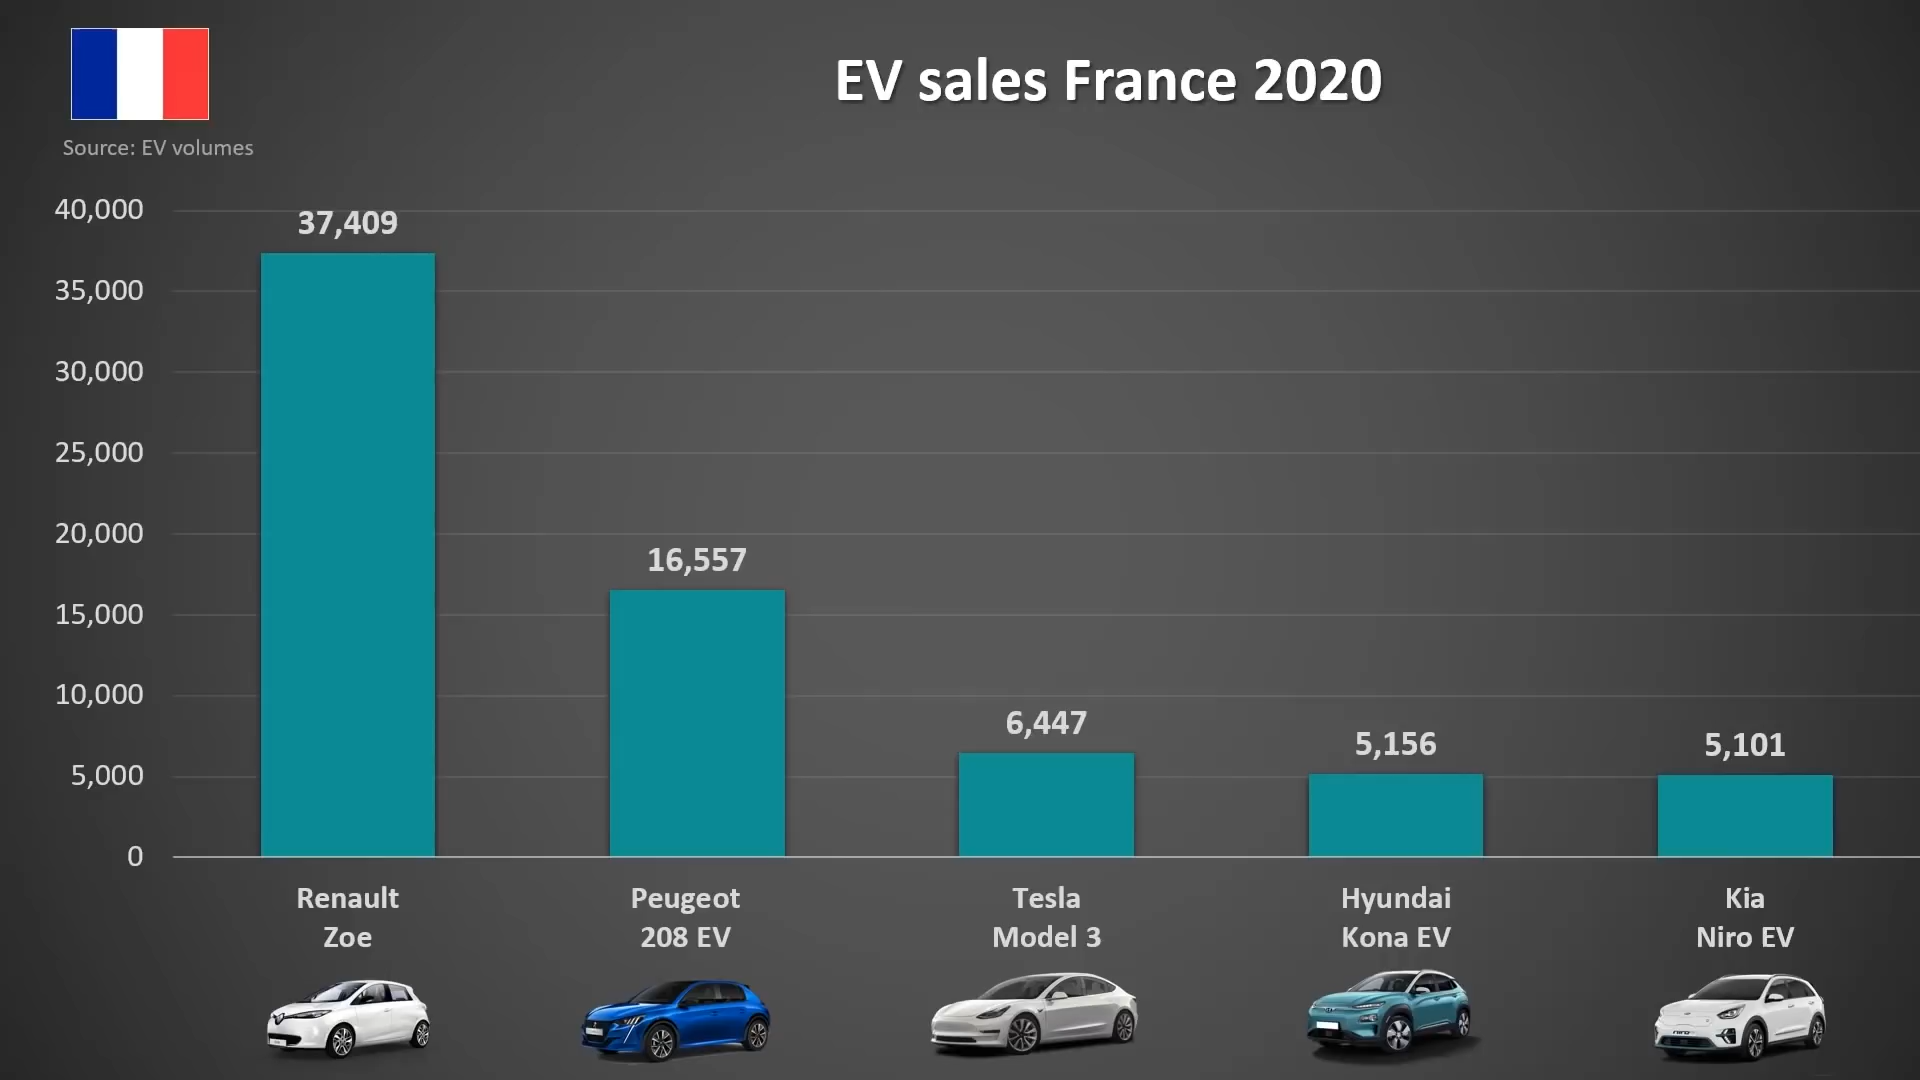 EV sales France 2020
Source: EV volumes
40,000
35,000
30,000
25,000
20,000
15,000
10,000
5,000
0
37,409
16,557
6,447
5,156
5,101
Renault
Zoe
Peugeot
208 EV
Tesla
Model 3
Hyundai
Kona EV
Kia
Niro EV